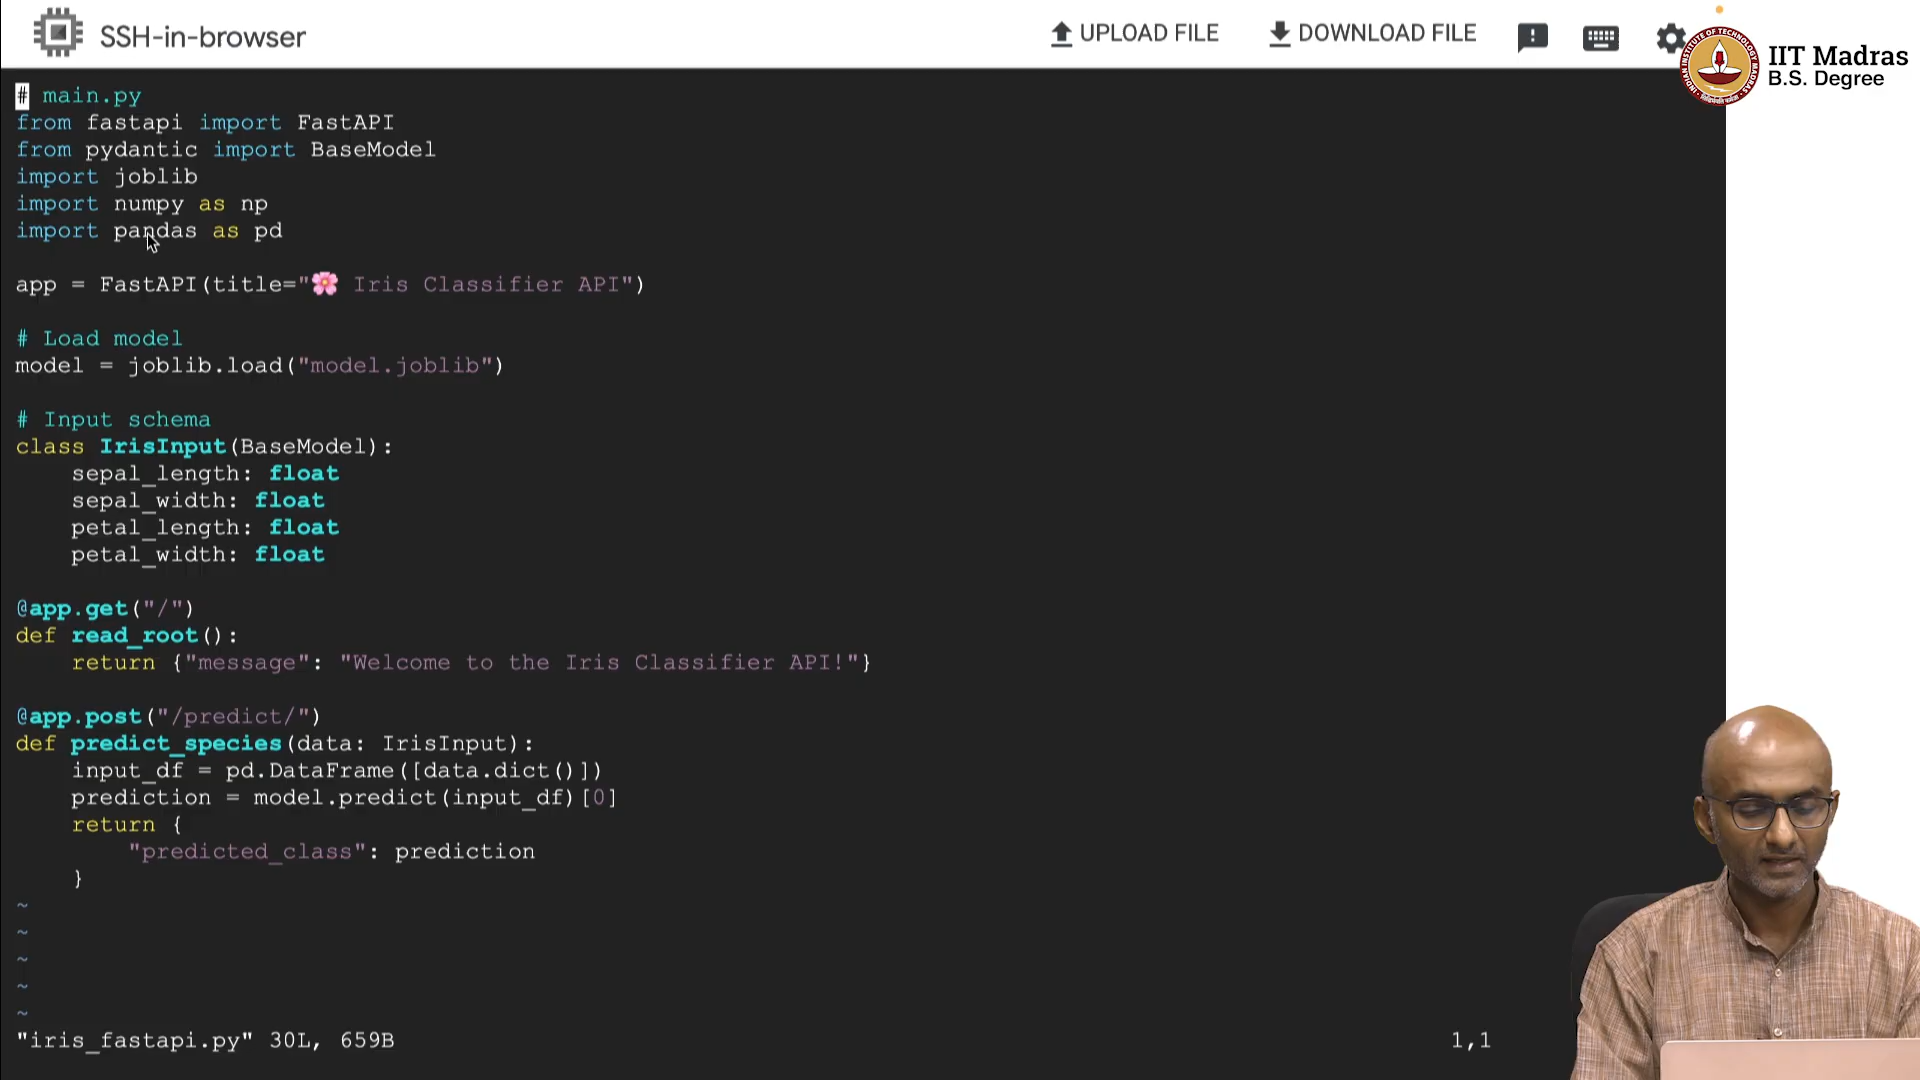 SSH-in-browser
UPLOAD FILE
DOWNLOAD FILE
IIT Madras
B.S. Degree
# main.py
from fastapi import FastAPI
from pydantic import BaseModel
import joblib
import numpy as np
import pandas as pd
app = FastAPI(title="🌸 Iris Classifier API")
# Load model
model = joblib.load("model.joblib")
# Input schema
class IrisInput(BaseModel):
    sepal_length: float
    sepal_width: float
    petal_length: float
    petal_width: float
@app.get("/")
def read_root():
    return {"message": "Welcome to the Iris Classifier API!"}
@app.post("/predict/")
def predict_species(data: IrisInput):
    input_df = pd.DataFrame([data.dict()])
    prediction = model.predict(input_df)[0]
    return {
        "predicted_class": prediction
    }
~
~
~
~
~
"iris_fastapi.py" 30L, 659B
1,1